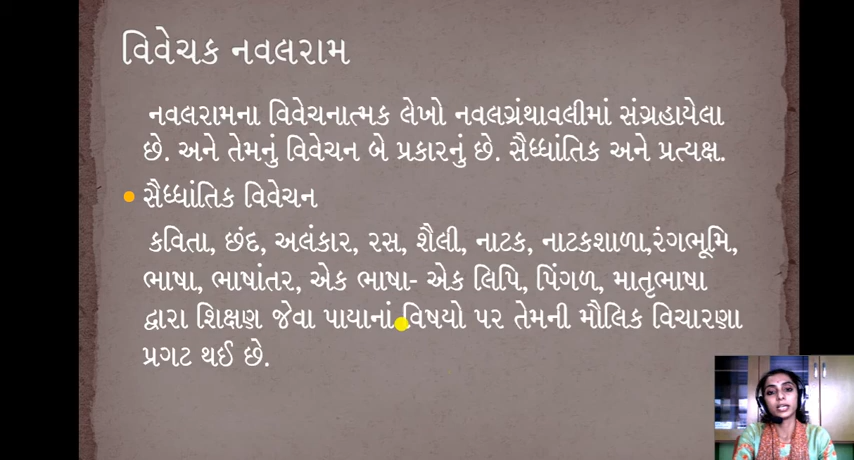 વિવેચક નવલરામ
નવલરામના વિવેચનાત્મક લેખો નવલગ્રંથાવલીમાં સંગ્રહાયેલા
છે. અને તેમનું વિવેચન બે પ્રકારનું છે. સૈધ્ધાંતિક અને પ્રત્યક્ષ.
સૈધ્ધાંતિક વિવેચન
કવિતા, છંદ, અલંકાર, રસ, શૈલી, નાટક, નાટકશાળા,રંગભૂમિ,
ભાષા, ભાષાંતર, એક ભાષા- એક લિપિ, પિંગળ, માતૃભાષા
દ્વારા શિક્ષણ જેવા પાયાનાં વિષયો પર તેમની મૌલિક વિચારણા
પ્રગટ થઈ છે.